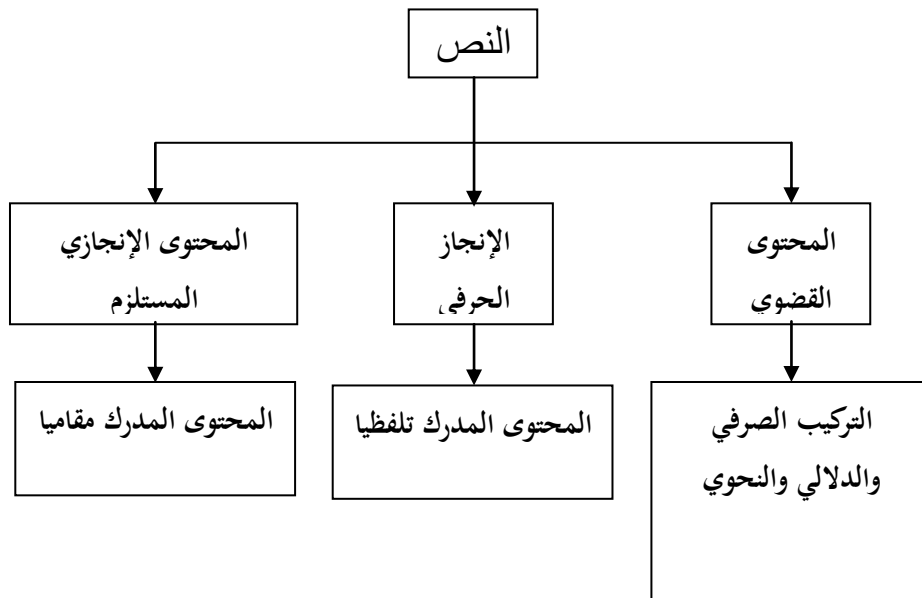 النص
المحتوى
القضوي
الإنجاز
الحرفي
المحتوى الإنجازي
المستلزم
التركيب الصرفي
والدلالي والنحوي
المحتوى المدرك تلفظيا
المحتوى المدرك مقاميا